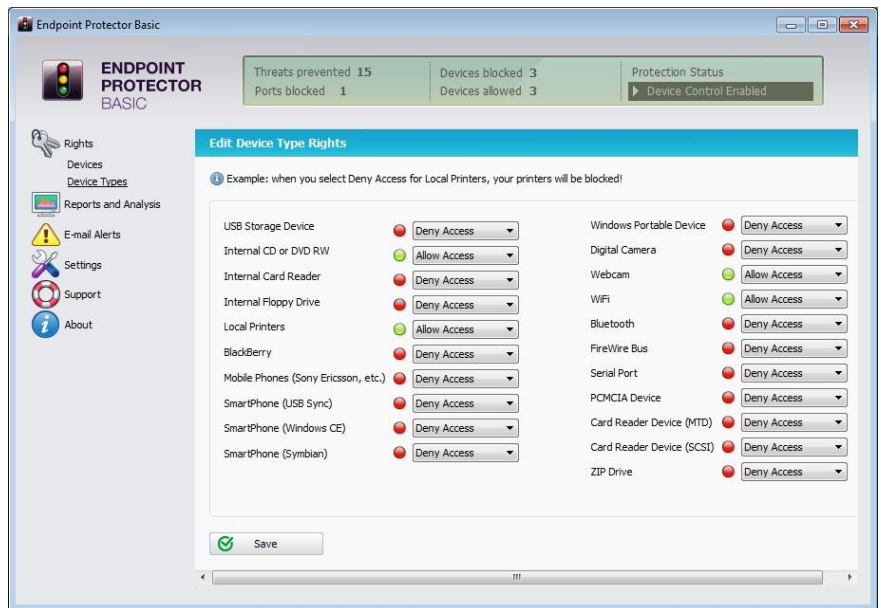 Endpoint Protector Basic
ENDPOINT
PROTECTOR
BASIC
Threats prevented 15
Ports blocked 1
Devices blocked 3
Devices allowed 3
Protection Status
Device Control Enabled
Rights
Devices
Device Types
Reports and Analysis
E-mail Alerts
Settings
Support
About
Edit Device Type Rights
Example: when you select Deny Access for Local Printers, your printers will be blocked!
USB Storage Device Deny Access
Internal CD or DVD RW Allow Access
Internal Card Reader Deny Access
Internal Floppy Drive Deny Access
Local Printers Allow Access
BlackBerry Deny Access
Mobile Phones (Sony Ericsson, etc.) Deny Access
SmartPhone (USB Sync) Deny Access
SmartPhone (Windows CE) Deny Access
SmartPhone (Symbian) Deny Access
Windows Portable Device Deny Access
Digital Camera Deny Access
Webcam Allow Access
WiFi Allow Access
Bluetooth Deny Access
FireWire Bus Deny Access
Serial Port Deny Access
PCMCIA Device Deny Access
Card Reader Device (MTD) Deny Access
Card Reader Device (SCSI) Deny Access
ZIP Drive Deny Access
Save